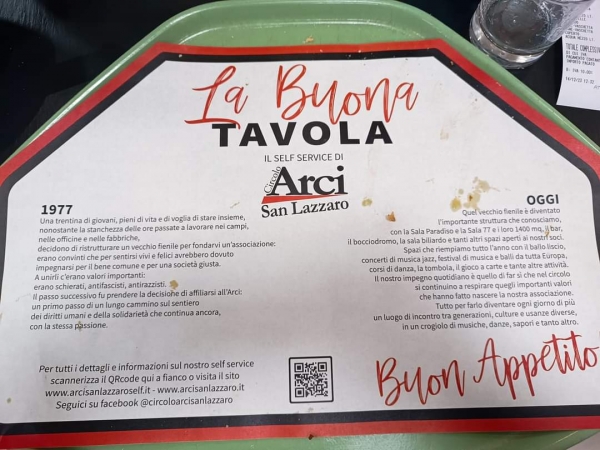 La Buona
TAVOLA
IL SELF SERVICE DI
Circolo
Arci
San Lazzaro
1977
Una trentina di giovani, pieni di vita e di voglia di stare insieme,
nonostante la stanchezza delle ore passate a lavorare nei campi,
nelle officine e nelle fabbriche,
decidono di ristrutturare un vecchio fienile per fondarvi un'associazione:
erano convinti che per sentirsi vivi e felici avrebbero dovuto
impegnarsi per il bene comune e per una società giusta.
A unirli c'erano valori importanti:
erano schierati, antifascisti, antirazzisti.
Il passo successivo fu prendere la decisione di affiliarsi all'Arci:
un primo passo di un lungo cammino sul sentiero
dei diritti umani e della solidarietà che continua ancora,
con la stessa passione.
OGGI
Quel vecchio fienile è diventato
l'importante struttura che conosciamo,
con la Sala Paradiso e la Sala 77 e i loro 1400 mq, il bar,
il bocciodromo, la sala biliardo e tanti altri spazi aperti ai nostri soci.
Spazi che riempiamo tutto l'anno con il ballo liscio,
concerti di musica jazz, festival di musica e balli da tutta Europa,
corsi di danza, la tombola, il gioco a carte e tante altre attività.
Il nostro impegno quotidiano è quello di far sì che nel circolo
si continuino a respirare quegli importanti valori
che hanno fatto nascere la nostra associazione.
Tutto per farlo diventare ogni giorno di più
un luogo di incontro tra generazioni, culture e usanze diverse,
in un crogiolo di musiche, danze, sapori e tanto altro.
Per tutti i dettagli e informazioni sul nostro self service
scannerizza il QRcode qui a fianco o visita il sito
www.arcisanlazzaroself.it - www.arcisanlazzaro.it
Seguici su facebook @circoloarcisanlazzaro
Buon Appetito